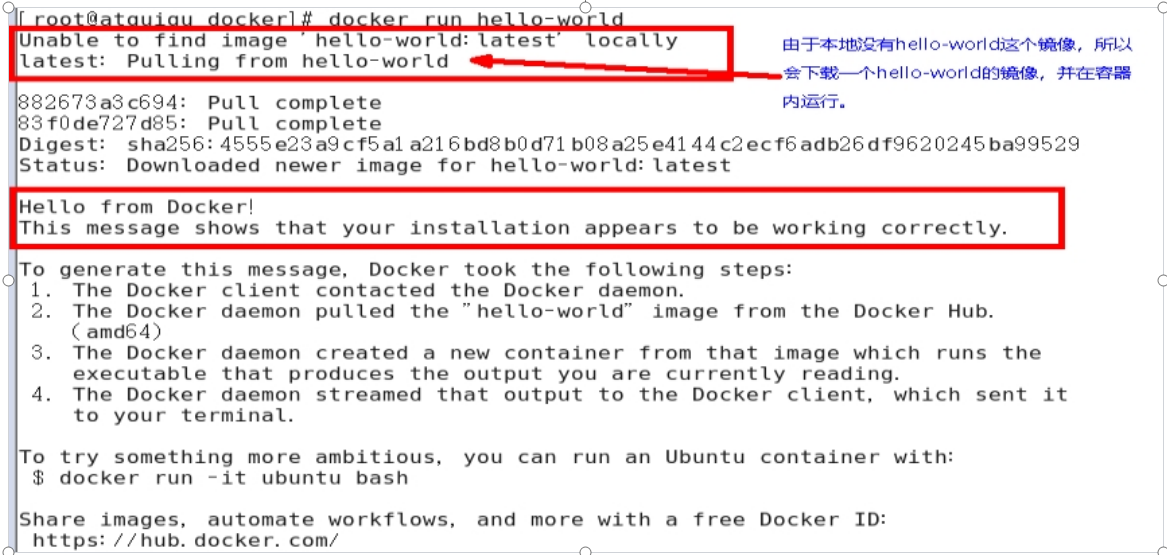 [root@atguigu docker]# docker run hello-world
Unable to find image 'hello-world:latest' locally
latest: Pulling from hello-world
由于本地没有hello-world这个镜像，所以
会下载一个hello-world的镜像，并在容器
内运行。
882673a3c694: Pull complete
83f0de727d85: Pull complete
Digest: sha256:4555e23a9cf5a1a216bd8b0d71b08a25e4144c2ecf6adb26df9620245ba99529
Status: Downloaded newer image for hello-world:latest
Hello from Docker!
This message shows that your installation appears to be working correctly.
To generate this message, Docker took the following steps:
1. The Docker client contacted the Docker daemon.
2. The Docker daemon pulled the "hello-world" image from the Docker Hub.
(amd64)
3. The Docker daemon created a new container from that image which runs the
executable that produces the output you are currently reading.
4. The Docker daemon streamed that output to the Docker client, which sent it
to your terminal.
To try something more ambitious, you can run an Ubuntu container with:
$ docker run -it ubuntu bash
Share images, automate workflows, and more with a free Docker ID:
https://hub.docker.com/